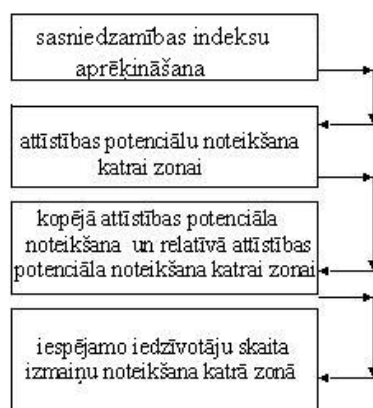 sasniedzamības indeksu
aprēķināšana
attīstības potenciālu noteikšana
katrai zonai
kopējā attīstības potenciāla
noteikšana un relatīvā attīstības
potenciāla noteikšana katrai zonai
iespējamo iedzīvotāju skaita
izmaiņu noteikšana katrā zonā